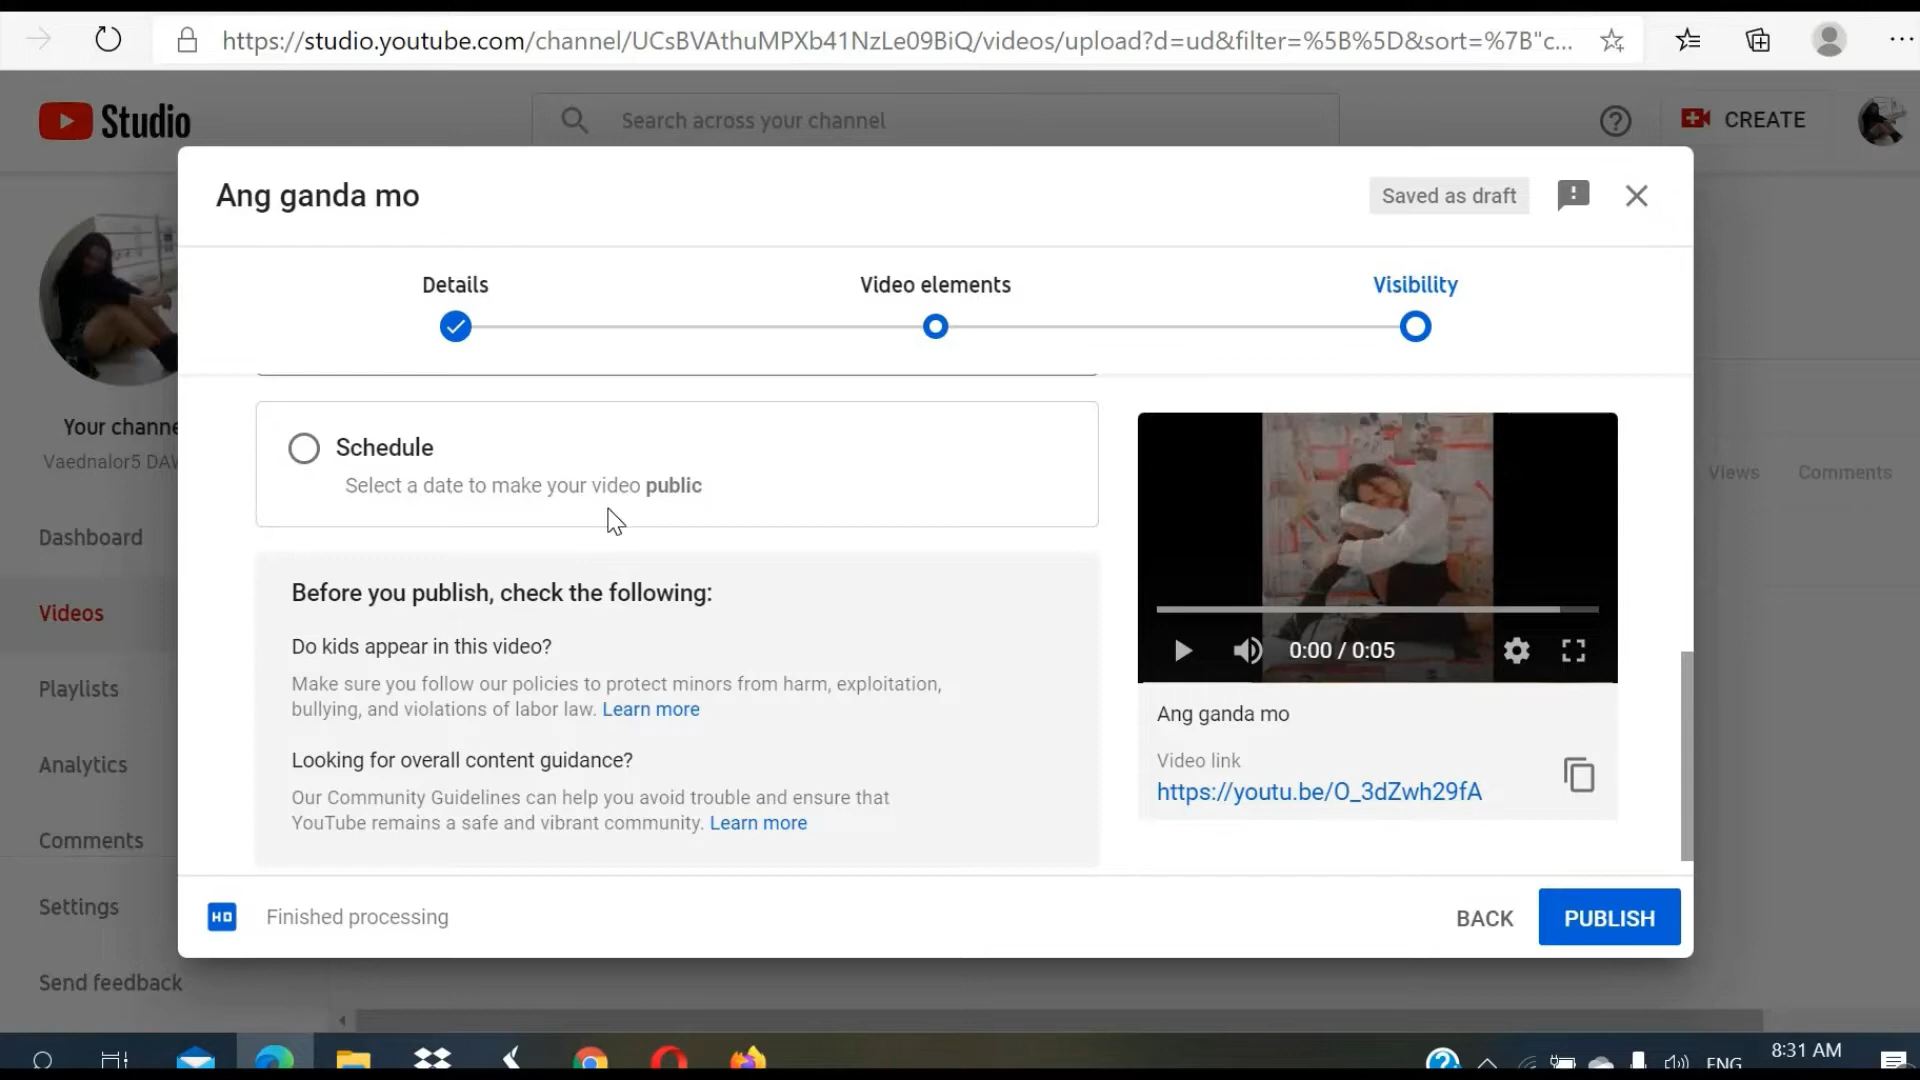 https://studio.youtube.com/channel/UCsBVAthuMPXb41NzLe09BiQ/videos/upload?d=ud&filter=%5B%5D&sort=%7B"c...
Studio
Search across your channel
CREATE
Ang ganda mo
Saved as draft
Details
Video elements
Visibility
Schedule
Select a date to make your video public
Before you publish, check the following:
Do kids appear in this video?
Make sure you follow our policies to protect minors from harm, exploitation,
bullying, and violations of labor law. Learn more
Looking for overall content guidance?
Our Community Guidelines can help you avoid trouble and ensure that
YouTube remains a safe and vibrant community. Learn more
0:00 / 0:05
Ang ganda mo
Video link
https://youtu.be/O_3dZwh29fA
HD
Finished processing
BACK
PUBLISH
Your channe
Vaednalor5 DAV
Dashboard
Videos
Playlists
Analytics
Comments
Settings
Send feedback
Views
Comments
ENG
8:31 AM